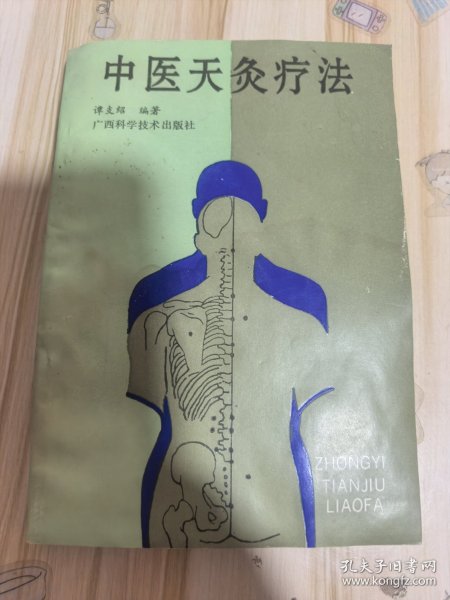 中医天灸疗法
谭支绍 编著
广西科学技术出版社
ZHONGYI
TIANJIU
LIAOFA
孔夫子旧书网
www.kongfz.com